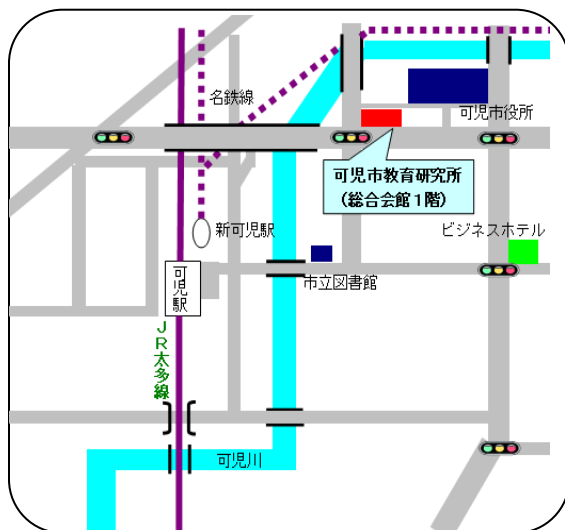 名鉄線
可児市役所
可児市教育研究所
(総合会館1階)
新可児駅
ビジネスホテル
可児駅
市立図書館
JR太多線
可児川